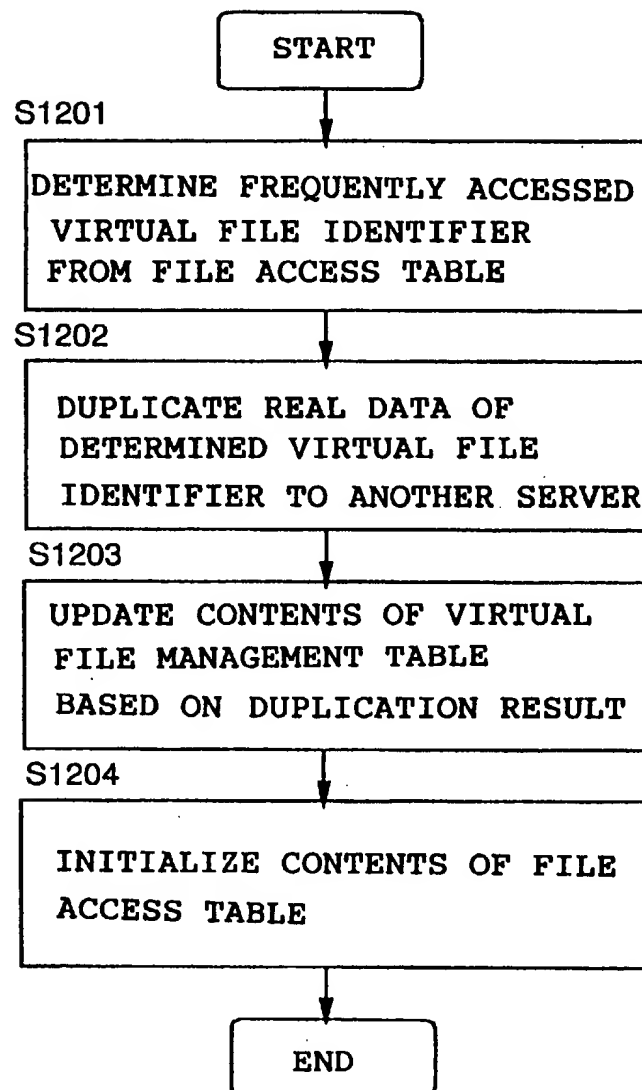 START
S1201
DETERMINE FREQUENTLY ACCESSED
VIRTUAL FILE IDENTIFIER
FROM FILE ACCESS TABLE
S1202
DUPLICATE REAL DATA OF
DETERMINED VIRTUAL FILE
IDENTIFIER TO ANOTHER SERVER
S1203
UPDATE CONTENTS OF VIRTUAL
FILE MANAGEMENT TABLE
BASED ON DUPLICATION RESULT
S1204
INITIALIZE CONTENTS OF FILE
ACCESS TABLE
END